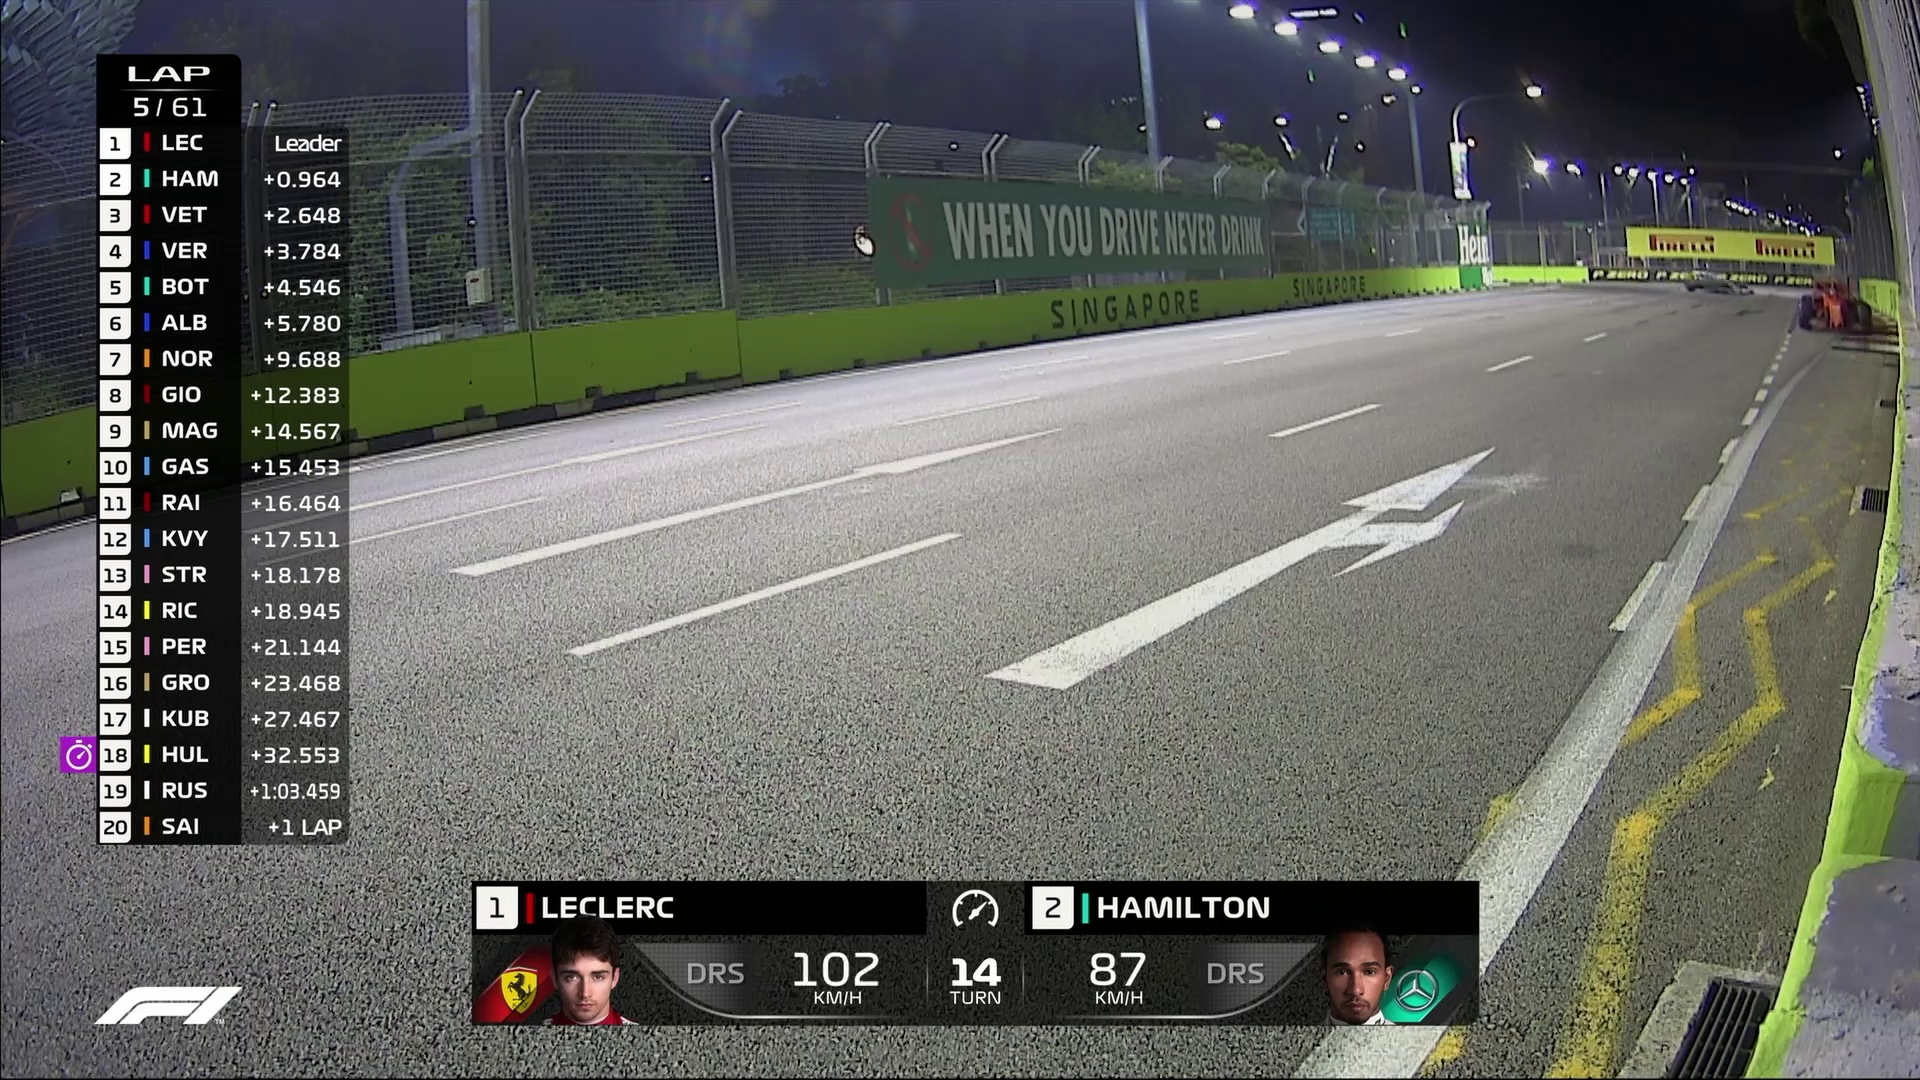 LAP
5 / 61
1 LEC Leader
2 HAM +0.964
3 VET +2.648
4 VER +3.784
5 BOT +4.546
6 ALB +5.780
7 NOR +9.688
8 GIO +12.383
9 MAG +14.567
10 GAS +15.453
11 RAI +16.464
12 KVY +17.511
13 STR +18.178
14 RIC +18.945
15 PER +21.144
16 GRO +23.468
17 KUB +27.467
18 HUL +32.553
19 RUS +1:03.459
20 SAI +1 LAP
WHEN YOU DRIVE NEVER DRINK
Hein
PIRELLI PIRELLI
P ZERO P ZERO
SINGAPORE SINGAPORE
1 LECLERC
2 HAMILTON
DRS 102 KM/H
14 TURN
87 KM/H DRS
F1